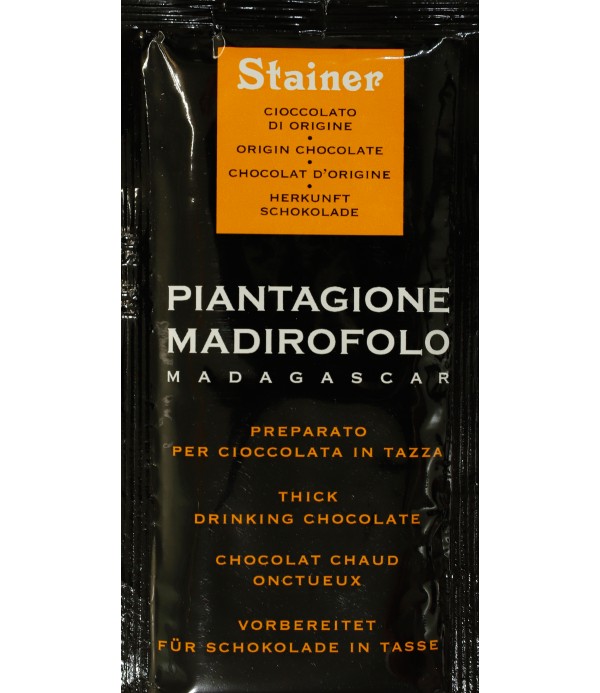 Stainer
CIOCCOLATO
DI ORIGINE
•
ORIGIN CHOCOLATE
•
CHOCOLAT D'ORIGINE
•
HERKUNFT
SCHOKOLADE
PIANTAGIONE
MADIROFOLO
MADAGASCAR
PREPARATO
PER CIOCCOLATA IN TAZZA
THICK
DRINKING CHOCOLATE
CHOCOLAT CHAUD
ONCTUEUX
VORBEREITET
FÜR SCHOKOLADE IN TASSE